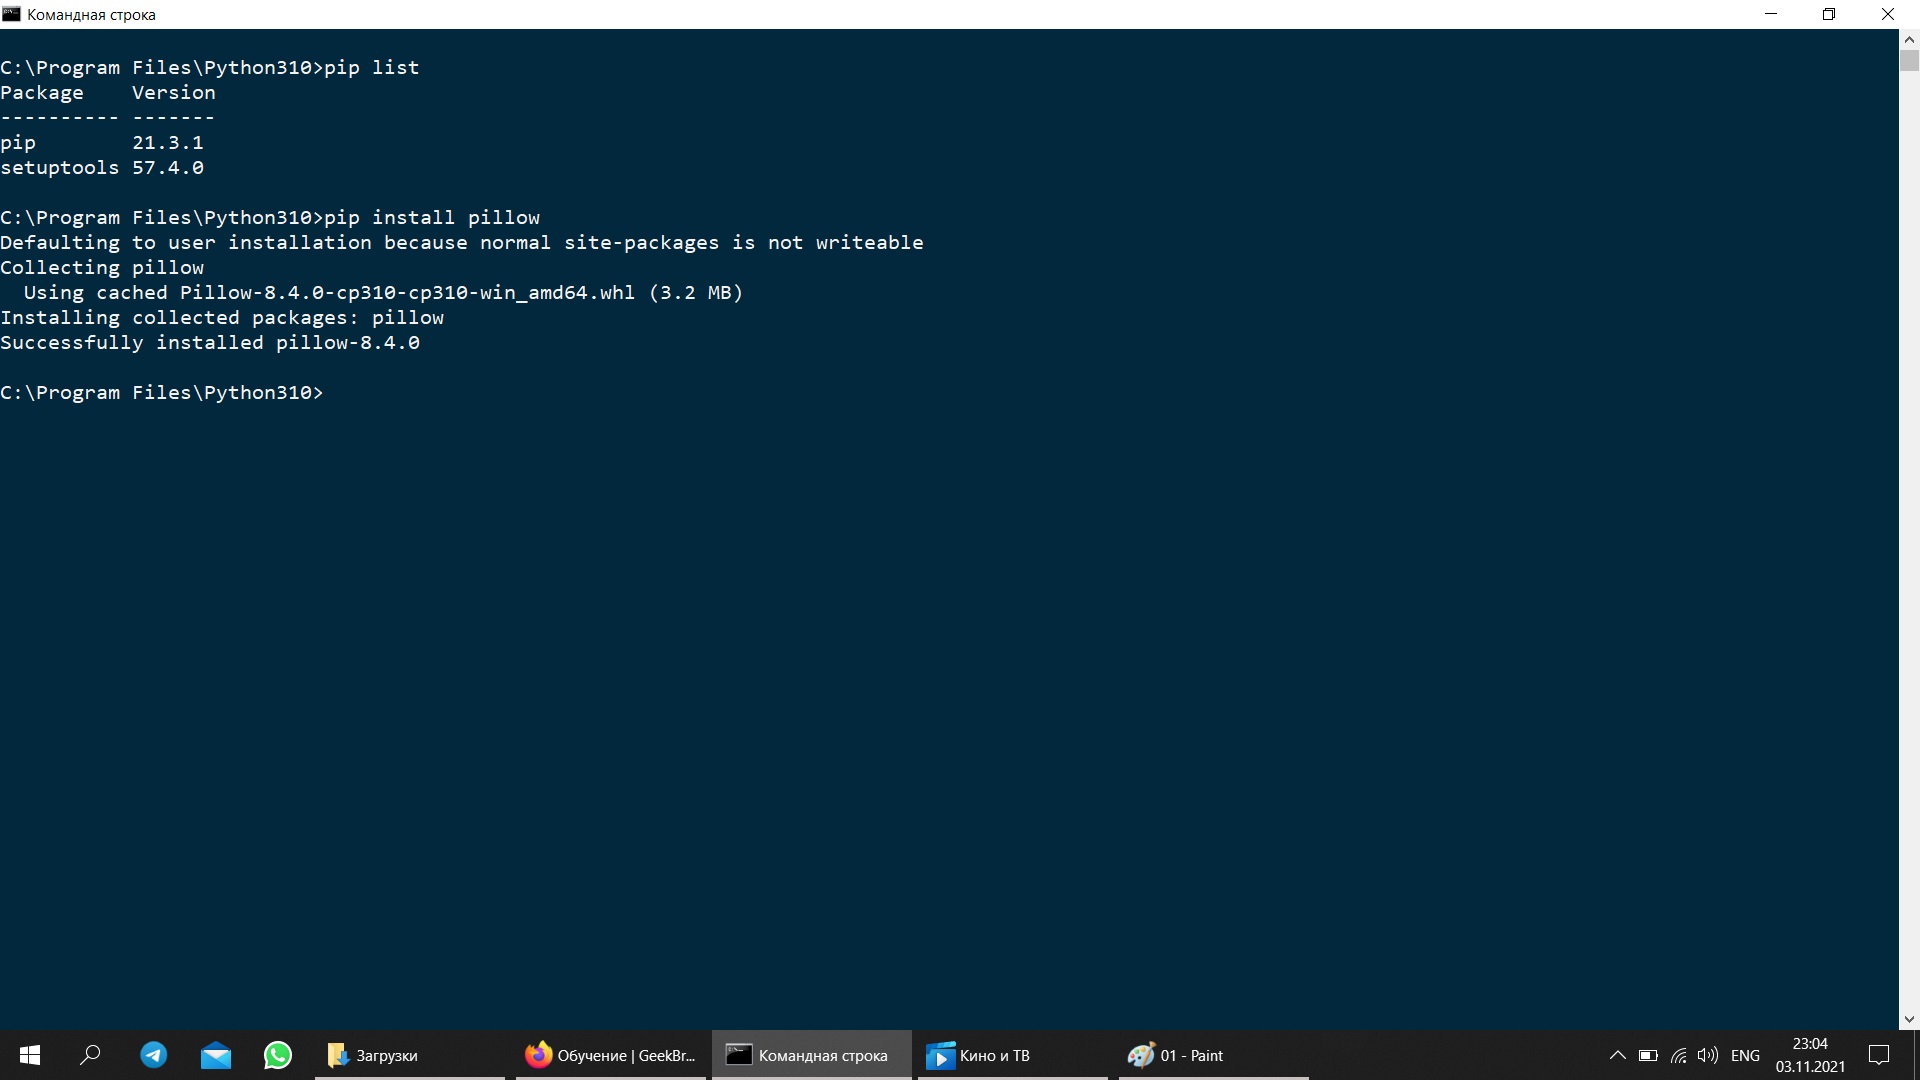 Командная строка
C:\Program Files\Python310>pip list
Package    Version
---------- -------
pip        21.3.1
setuptools 57.4.0
C:\Program Files\Python310>pip install pillow
Defaulting to user installation because normal site-packages is not writeable
Collecting pillow
  Using cached Pillow-8.4.0-cp310-cp310-win_amd64.whl (3.2 MB)
Installing collected packages: pillow
Successfully installed pillow-8.4.0
C:\Program Files\Python310>
Загрузки
Обучение | GeekBr...
Командная строка
Кино и ТВ
01 - Paint
ENG
23:04
03.11.2021